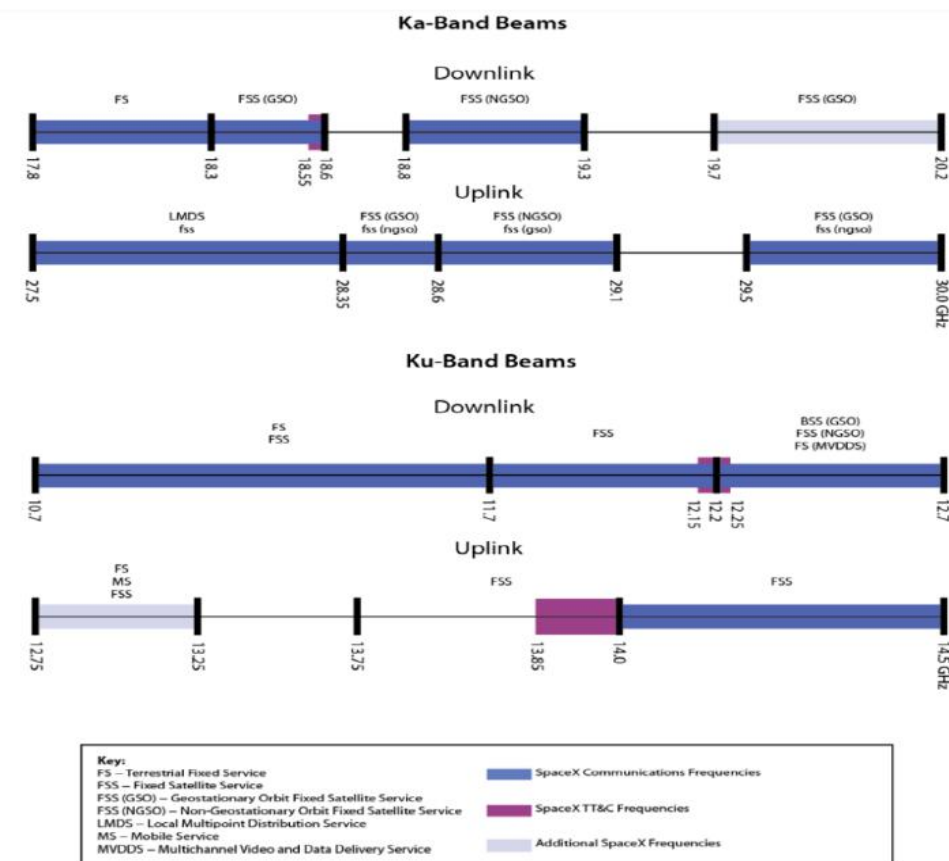 Ka-Band Beams
Downlink
FS
FSS (GSO)
FSS (NGSO)
FSS (GSO)
17.8
18.3
18.55
18.6
18.8
19.3
19.7
20.2
Uplink
LMDS
fss
FSS (GSO)
fss (ngso)
FSS (NGSO)
fss (gso)
FSS (GSO)
fss (ngso)
27.5
28.35
28.6
29.1
29.5
30.0 GHz
Ku-Band Beams
Downlink
FS
FSS
FSS
BSS (GSO)
FSS (NGSO)
FS (MVDDS)
10.7
11.7
12.15
12.2
12.25
12.7
Uplink
FS
MS
FSS
FSS
FSS
12.75
13.25
13.75
13.85
14.0
14.5 GHz
Key:
FS – Terrestrial Fixed Service
FSS – Fixed Satellite Service
FSS (GSO) – Geostationary Orbit Fixed Satellite Service
FSS (NGSO) – Non-Geostationary Orbit Fixed Satellite Service
LMDS – Local Multipoint Distribution Service
MS – Mobile Service
MVDDS – Multichannel Video and Data Delivery Service
SpaceX Communications Frequencies
SpaceX TT&C Frequencies
Additional SpaceX Frequencies